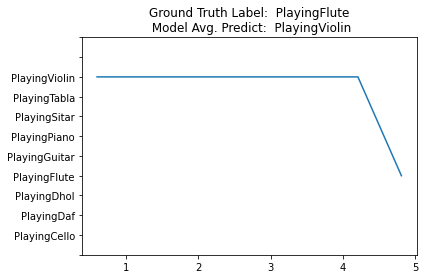 Ground Truth Label:  PlayingFlute
Model Avg. Predict:  PlayingViolin
PlayingViolin
PlayingTabla
PlayingSitar
PlayingPiano
PlayingGuitar
PlayingFlute
PlayingDhol
PlayingDaf
PlayingCello
1 2 3 4 5